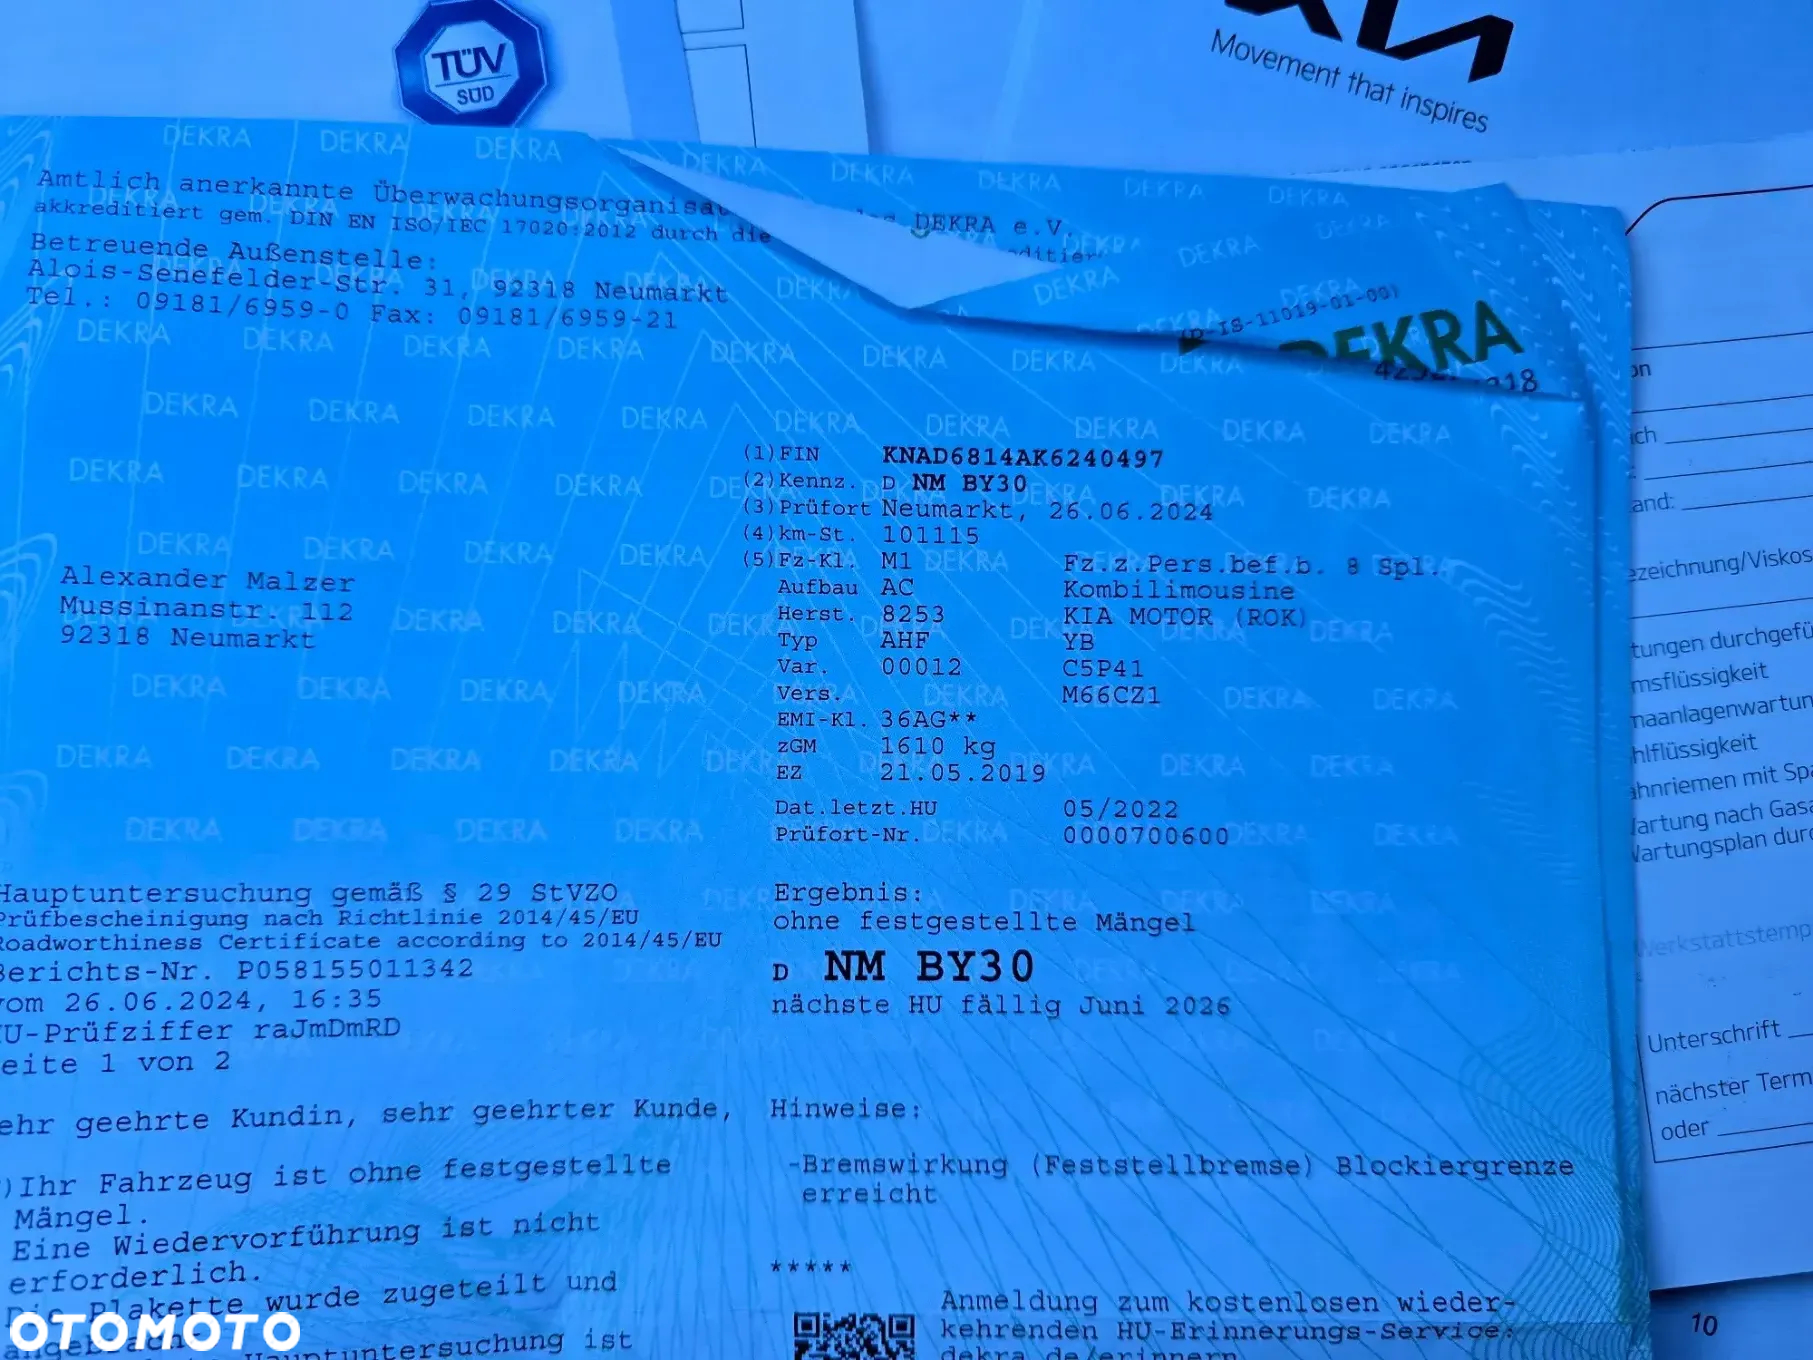 TÜV
SÜD
Movement that inspires
Amtlich anerkannte
akkreditiert gem. DIN EN ISO/IEC 17020:2012 durch die
DEKRA e.V.
Betreuende Außenstelle:
Alois-Senefelder-Str. 31, 92318 Neumarkt
Tel.: 09181/6959-0 Fax: 09181/6959-21
DEKRA
(1) FIN KNAD6814AK6240497
(2) Kennz. D NM BY30
(3) Prüfort Neumarkt, 26.06.2024
(4) km-St. 101115
(5) Fz-Kl. M1 Fz.z.Pers.bef.b. 8 Spl.
Aufbau AC Kombilimousine
Herst. 8253 KIA MOTOR (ROK)
Typ AHF YB
Var. 00012 C5P41
Vers. M66CZ1
EMI-Kl. 36AG**
zGM 1610 kg
EZ 21.05.2019
Dat.letzt.HU 05/2022
Prüfort-Nr. 0000700600
Alexander Malzer
Mussinanstr. 112
92318 Neumarkt
Hauptuntersuchung gemäß § 29 StVZO
Prüfbescheinigung nach Richtlinie 2014/45/EU
Roadworthiness Certificate according to 2014/45/EU
Berichts-Nr. P058155011342
vom 26.06.2024, 16:35
HU-Prüfziffer raJmDmRD
Seite 1 von 2
Ergebnis:
ohne festgestellte Mängel
D NM BY30
nächste HU fällig Juni 2026
Sehr geehrte Kundin, sehr geehrter Kunde,
Ihr Fahrzeug ist ohne festgestellte
Mängel.
Eine Wiedervorführung ist nicht
erforderlich.
Die Plakette wurde zugeteilt und
Hauptuntersuchung ist
Hinweise:
-Bremswirkung (Feststellbremse) Blockiergrenze
erreicht
*****
Anmeldung zum kostenlosen wieder-
kehrenden HU-Erinnerungs-Service:
dekra.de/erinnern
Werkstattstemp
Unterschrift
nächster Term
oder
10
OTOMOTO